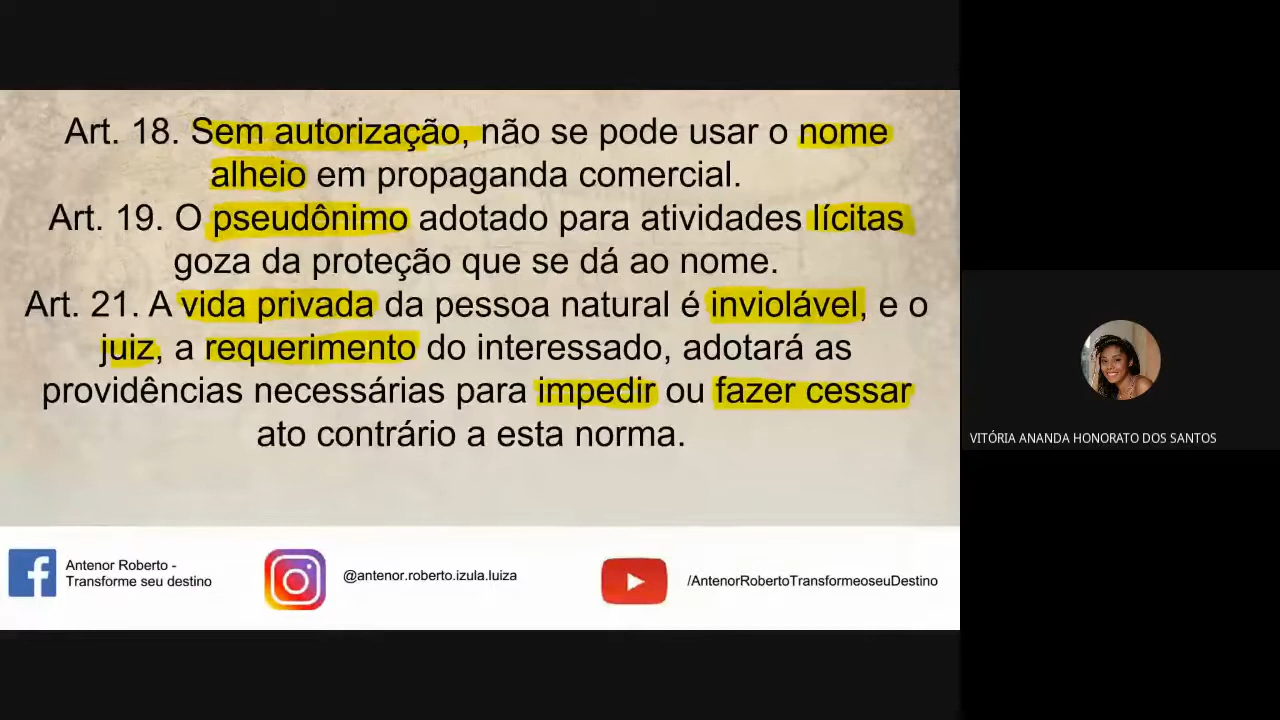 Art. 18. Sem autorização, não se pode usar o nome
alheio em propaganda comercial.
Art. 19. O pseudônimo adotado para atividades lícitas
goza da proteção que se dá ao nome.
Art. 21. A vida privada da pessoa natural é inviolável, e o
juiz, a requerimento do interessado, adotará as
providências necessárias para impedir ou fazer cessar
ato contrário a esta norma.
VITÓRIA ANANDA HONORATO DOS SANTOS
Antenor Roberto -
Transforme seu destino
@antenor.roberto.izula.luiza
/AntenorRobertoTransformeoseuDestino